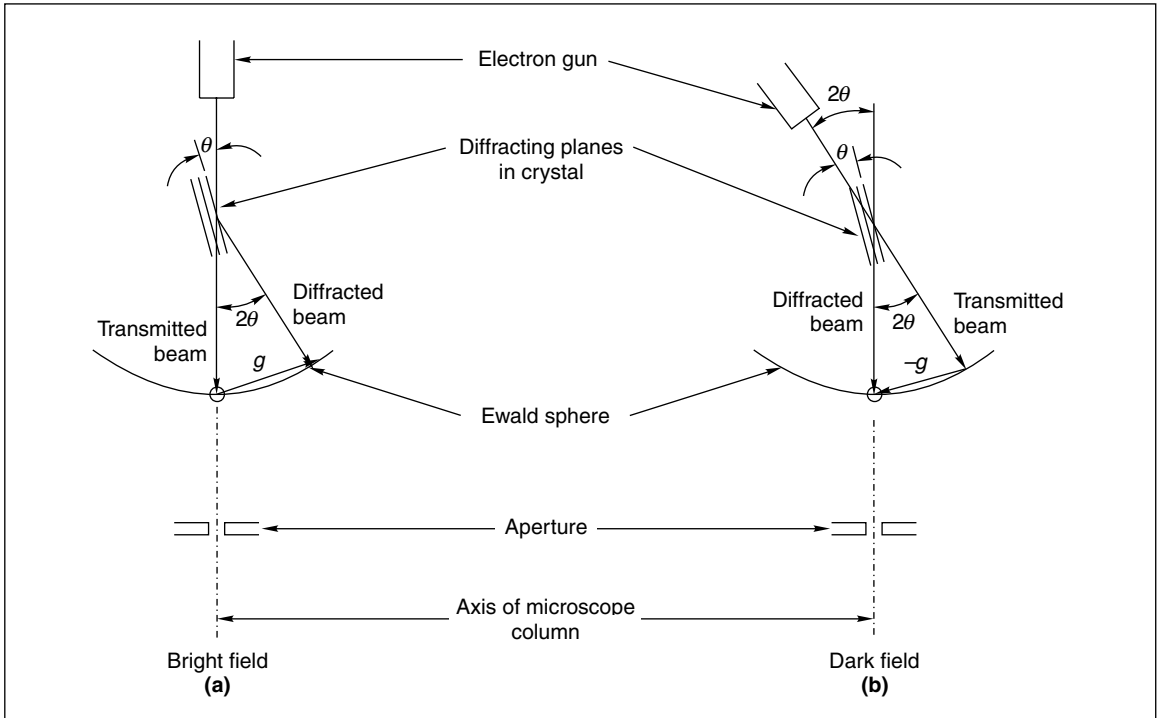 Electron gun
2θ
θ
θ
Diffracting planes
in crystal
Diffracted
beam
Transmitted
beam
2θ
g
Diffracted
beam
2θ
Transmitted
beam
–g
Ewald sphere
Aperture
Axis of microscope
column
Bright field
(a)
Dark field
(b)